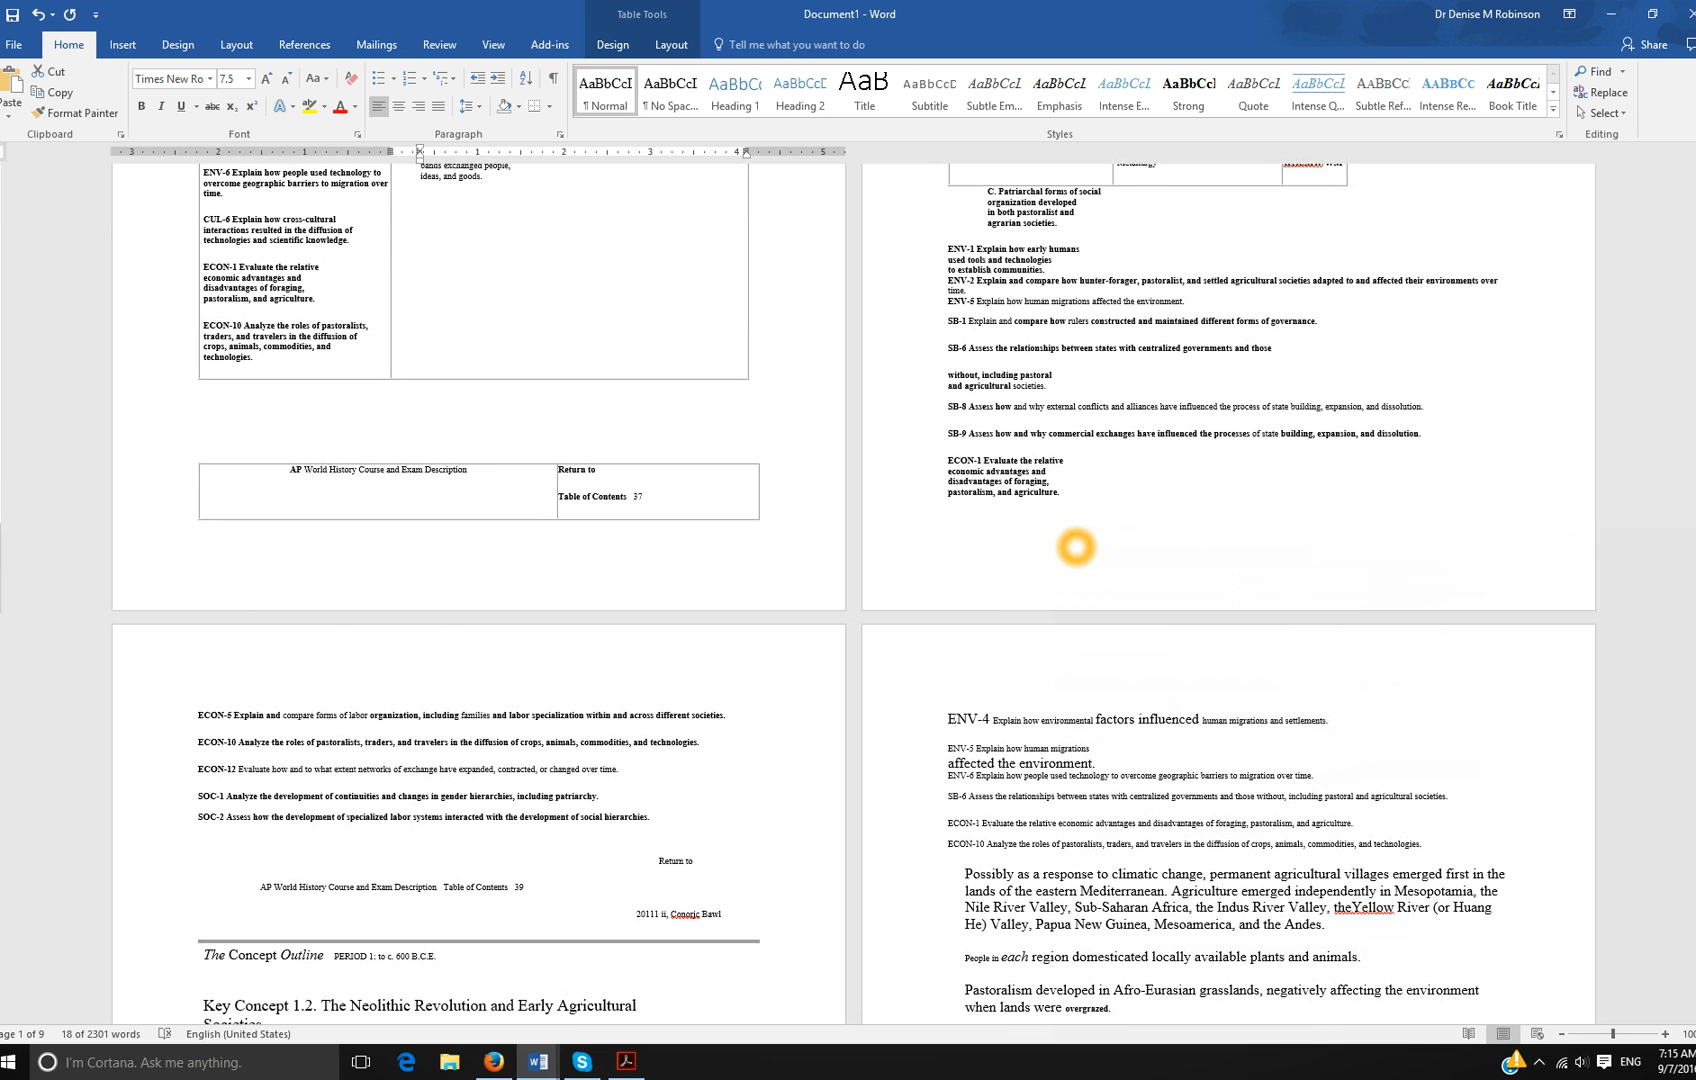 Table Tools
Document1 - Word
Dr Denise M Robinson
File Home Insert Design Layout References Mailings Review View Add-ins Design Layout Tell me what you want to do
Share
Cut
Copy
Format Painter
Paste
Clipboard
Times New Ro 7.5
Font
Paragraph
AaBbCcI AaBbCcI AaBbCc AaBbCcD AaB AaBbCcD AaBbCcI AaBbCcI AaBbCcI AaBbCcI AaBbCcI AaBbCcI AABBCC AABBCC AaBbCcI
¶ Normal ¶ No Spac... Heading 1 Heading 2 Title Subtitle Subtle Em... Emphasis Intense E... Strong Quote Intense Q... Subtle Ref... Intense Re... Book Title
Styles
Find
Replace
Select
Editing
3 2 1 1 2 3 4 5
ENV-6 Explain how people used technology to
overcome geographic barriers to migration over
time.
CUL-6 Explain how cross-cultural
interactions resulted in the diffusion of
technologies and scientific knowledge.
ECON-1 Evaluate the relative
economic advantages and
disadvantages of foraging,
pastoralism, and agriculture.
ECON-10 Analyze the roles of pastoralists,
traders, and travelers in the diffusion of
crops, animals, commodities, and
technologies.
bands exchanged people,
ideas, and goods.
AP World History Course and Exam Description
Return to
Table of Contents 37
Metallurgy
C. Patriarchal forms of social
organization developed
in both pastoralist and
agrarian societies.
ENV-1 Explain how early humans
used tools and technologies
to establish communities.
ENV-2 Explain and compare how hunter-forager, pastoralist, and settled agricultural societies adapted to and affected their environments over
time.
ENV-5 Explain how human migrations affected the environment.
SB-1 Explain and compare how rulers constructed and maintained different forms of governance.
SB-6 Assess the relationships between states with centralized governments and those
without, including pastoral
and agricultural societies.
SB-8 Assess how and why external conflicts and alliances have influenced the process of state building, expansion, and dissolution.
SB-9 Assess how and why commercial exchanges have influenced the processes of state building, expansion, and dissolution.
ECON-1 Evaluate the relative
economic advantages and
disadvantages of foraging,
pastoralism, and agriculture.
ECON-5 Explain and compare forms of labor organization, including families and labor specialization within and across different societies.
ECON-10 Analyze the roles of pastoralists, traders, and travelers in the diffusion of crops, animals, commodities, and technologies.
ECON-12 Evaluate how and to what extent networks of exchange have expanded, contracted, or changed over time.
SOC-1 Analyze the development of continuities and changes in gender hierarchies, including patriarchy.
SOC-2 Assess how the development of specialized labor systems interacted with the development of social hierarchies.
Return to
AP World History Course and Exam Description Table of Contents 39
20111 ii, Conoric Bawl
The Concept Outline PERIOD 1: to c. 600 B.C.E.
Key Concept 1.2. The Neolithic Revolution and Early Agricultural
Societies
ENV-4 Explain how environmental factors influenced human migrations and settlements.
ENV-5 Explain how human migrations
affected the environment.
ENV-6 Explain how people used technology to overcome geographic barriers to migration over time.
SB-6 Assess the relationships between states with centralized governments and those without, including pastoral and agricultural societies.
ECON-1 Evaluate the relative economic advantages and disadvantages of foraging, pastoralism, and agriculture.
ECON-10 Analyze the roles of pastoralists, traders, and travelers in the diffusion of crops, animals, commodities, and technologies.
Possibly as a response to climatic change, permanent agricultural villages emerged first in the
lands of the eastern Mediterranean. Agriculture emerged independently in Mesopotamia, the
Nile River Valley, Sub-Saharan Africa, the Indus River Valley, theYellow River (or Huang
He) Valley, Papua New Guinea, Mesoamerica, and the Andes.
People in each region domesticated locally available plants and animals.
Pastoralism developed in Afro-Eurasian grasslands, negatively affecting the environment
when lands were overgrazed.
age 1 of 9 18 of 2301 words English (United States)
100
I'm Cortana. Ask me anything.
ENG
7:15 AM
9/7/201